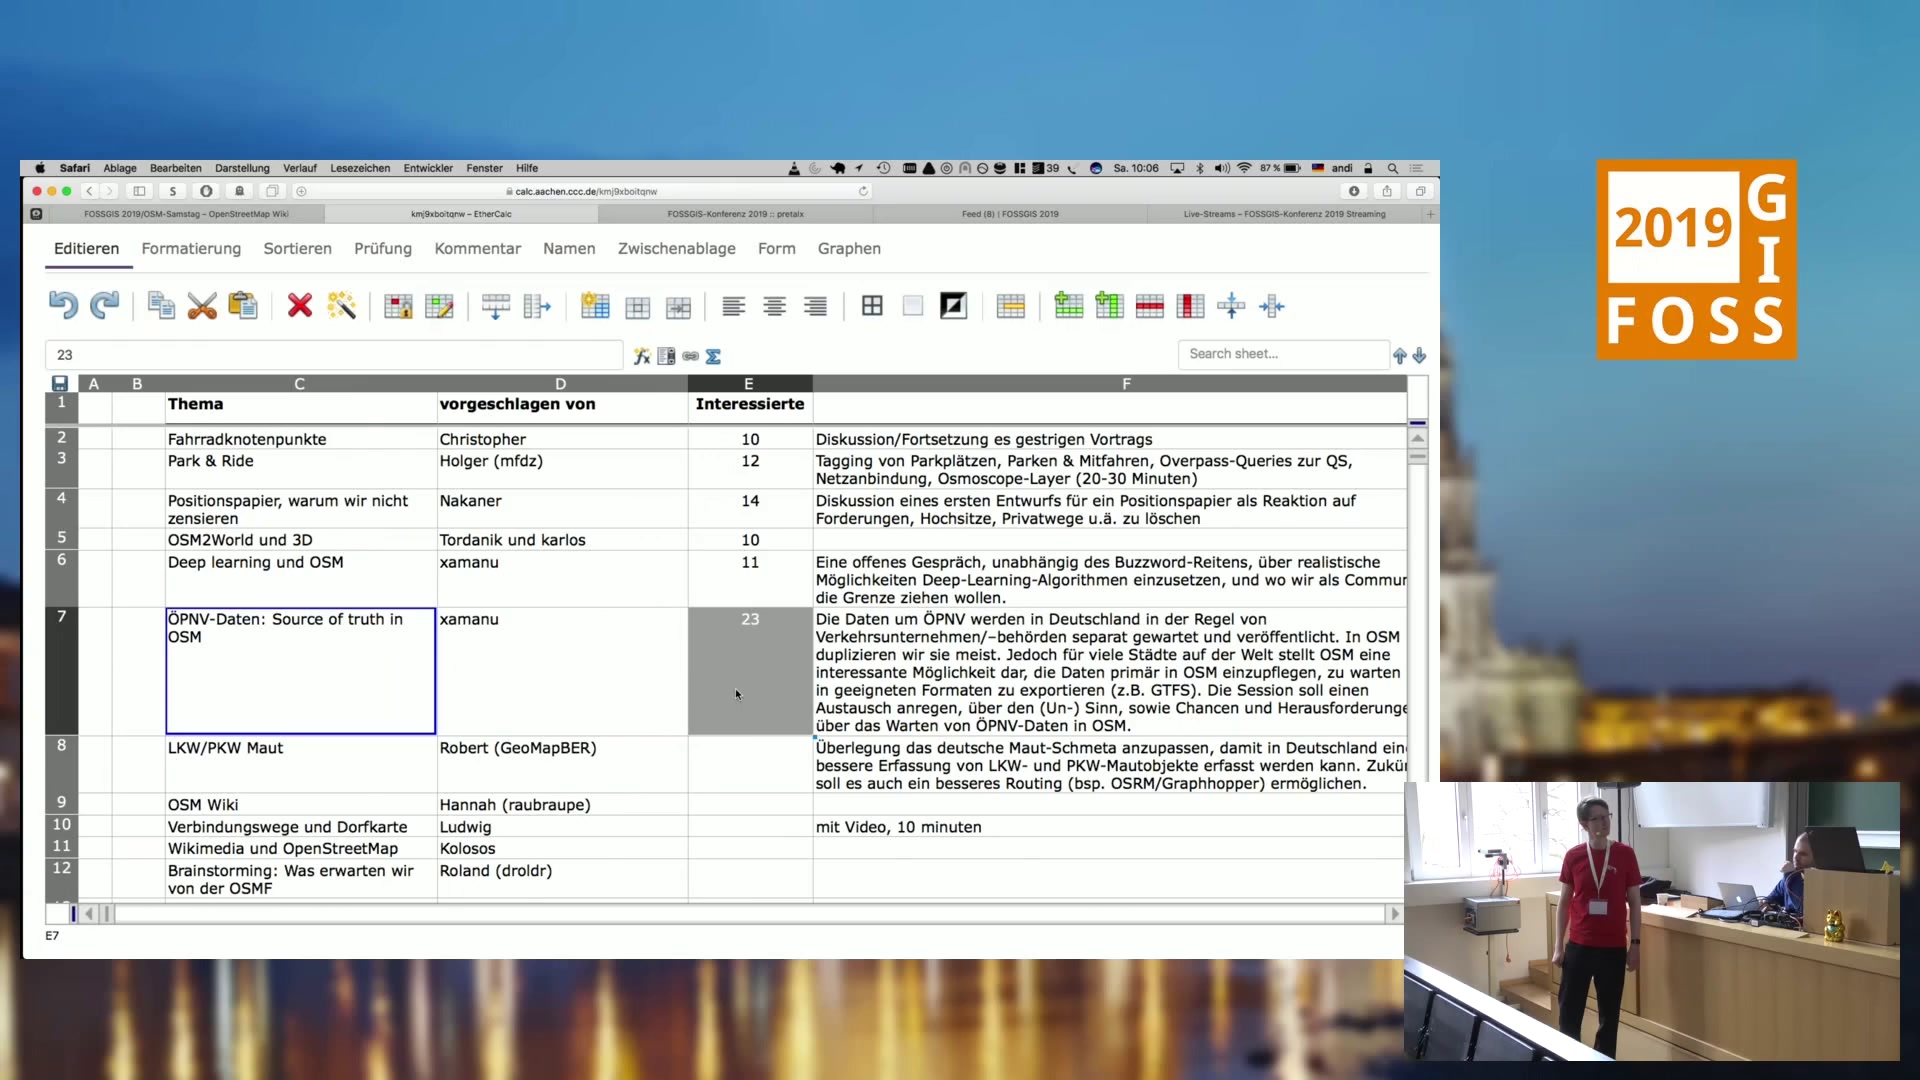 Safari Ablage Bearbeiten Darstellung Verlauf Lesezeichen Entwickler Fenster Hilfe
39 Sa. 10:06 87 % andi
S
calc.aachen.ccc.de/kmj9xboitqnw
FOSSGIS 2019/OSM-Samstag – OpenStreetMap Wiki
kmj9xboitqnw – EtherCalc
FOSSGIS-Konferenz 2019 :: pretalx
Feed (8) | FOSSGIS 2019
Live-Streams – FOSSGIS-Konferenz 2019 Streaming
Editieren Formatierung Sortieren Prüfung Kommentar Namen Zwischenablage Form Graphen
23
Search sheet...
A B C D E F
1 Thema vorgeschlagen von Interessierte
2 Fahrradknotenpunkte Christopher 10 Diskussion/Fortsetzung es gestrigen Vortrags
3 Park & Ride Holger (mfdz) 12 Tagging von Parkplätzen, Parken & Mitfahren, Overpass-Queries zur QS,
Netzanbindung, Osmoscope-Layer (20-30 Minuten)
4 Positionspapier, warum wir nicht Nakaner 14 Diskussion eines ersten Entwurfs für ein Positionspapier als Reaktion auf
zensieren Forderungen, Hochsitze, Privatwege u.ä. zu löschen
5 OSM2World und 3D Tordanik und karlos 10
6 Deep learning und OSM xamanu 11 Eine offenes Gespräch, unabhängig des Buzzword-Reitens, über realistische
Möglichkeiten Deep-Learning-Algorithmen einzusetzen, und wo wir als Commun
die Grenze ziehen wollen.
7 ÖPNV-Daten: Source of truth in xamanu 23 Die Daten um ÖPNV werden in Deutschland in der Regel von
OSM Verkehrsunternehmen/–behörden separat gewartet und veröffentlicht. In OSM
duplizieren wir sie meist. Jedoch für viele Städte auf der Welt stellt OSM eine
interessante Möglichkeit dar, die Daten primär in OSM einzupflegen, zu warten
in geeigneten Formaten zu exportieren (z.B. GTFS). Die Session soll einen
Austausch anregen, über den (Un-) Sinn, sowie Chancen und Herausforderunge
über das Warten von ÖPNV-Daten in OSM.
8 LKW/PKW Maut Robert (GeoMapBER) Überlegung das deutsche Maut-Schmeta anzupassen, damit in Deutschland ein
bessere Erfassung von LKW- und PKW-Mautobjekte erfasst werden kann. Zukü
soll es auch ein besseres Routing (bsp. OSRM/Graphhopper) ermöglichen.
9 OSM Wiki Hannah (raubraupe)
10 Verbindungswege und Dorfkarte Ludwig mit Video, 10 minuten
11 Wikimedia und OpenStreetMap Kolosos
12 Brainstorming: Was erwarten wir Roland (droldr)
von der OSMF
E7
2019
GIS
FOSS